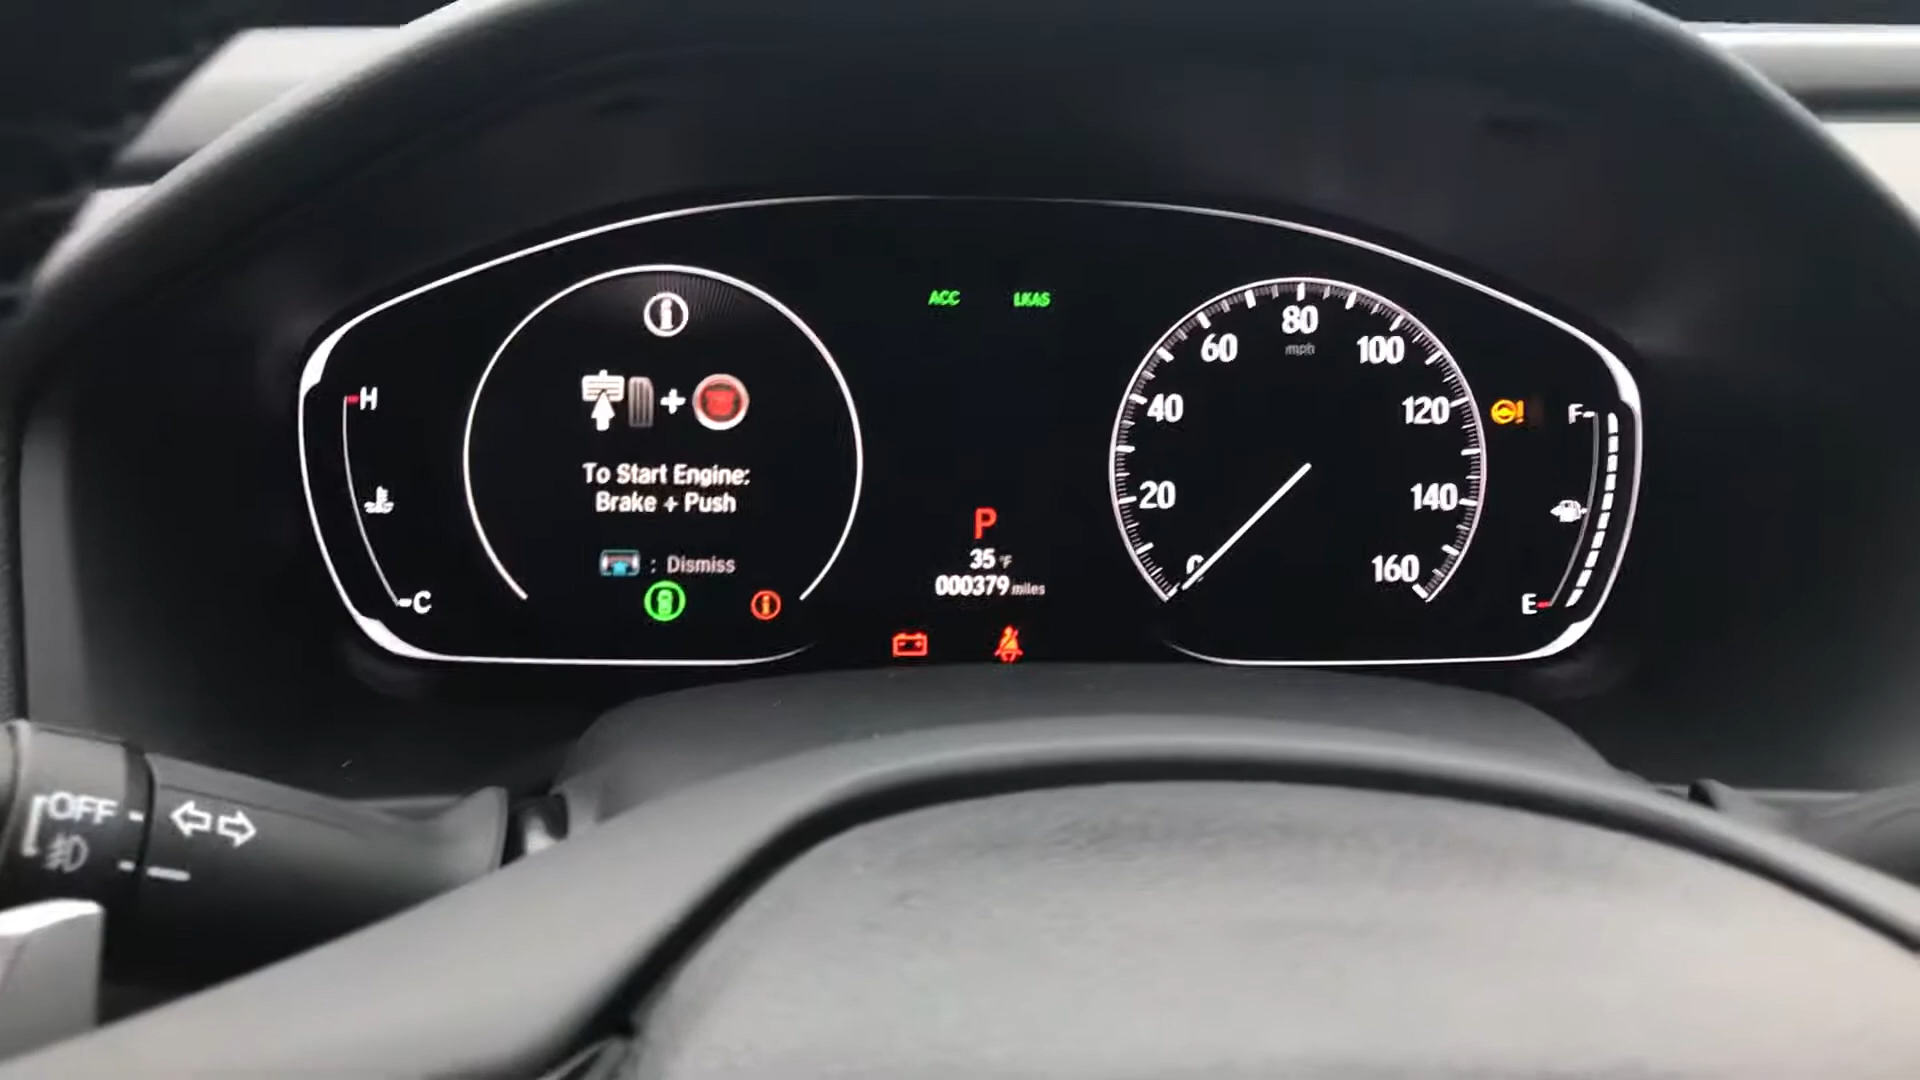 ACC LKAS
H
C
To Start Engine:
Brake + Push
: Dismiss
P
35 °F
000379 miles
20
40
60
80
mph
100
120
140
160
F
E
OFF